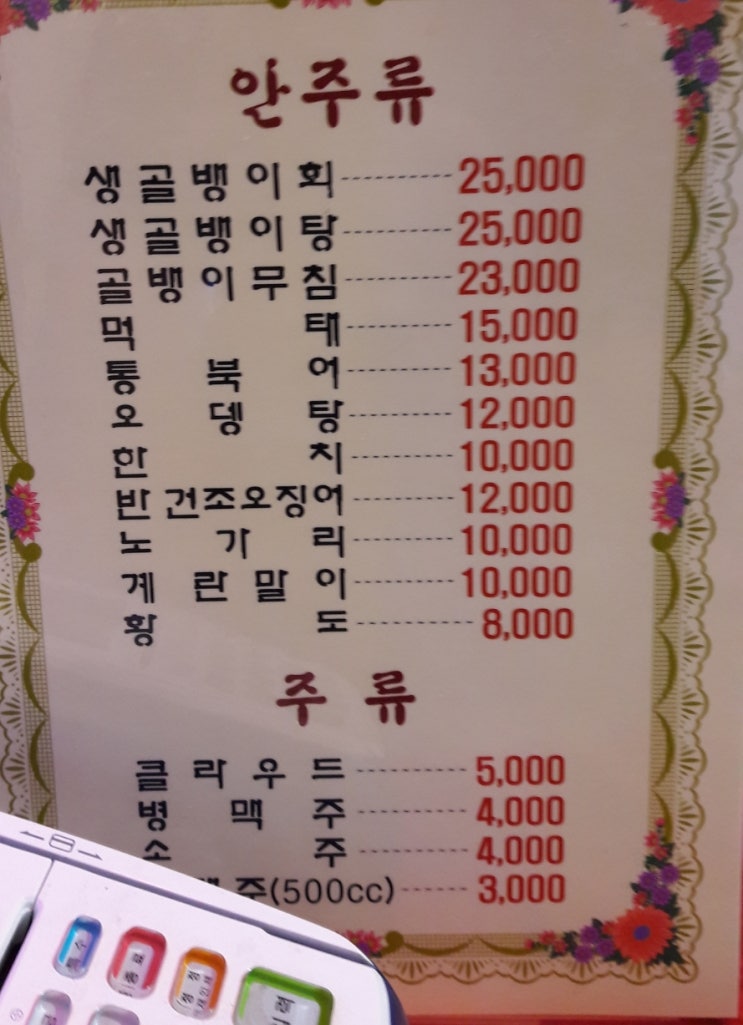 안주류
생골뱅이회 25,000
생골뱅이탕 25,000
골뱅이무침 23,000
먹태 15,000
통북어 13,000
오뎅탕 12,000
한치 10,000
반건조오징어 12,000
노가리 10,000
계란말이 10,000
황도 8,000
주류
클라우드 5,000
병맥주 4,000
소주 4,000
주(500cc) 3,000